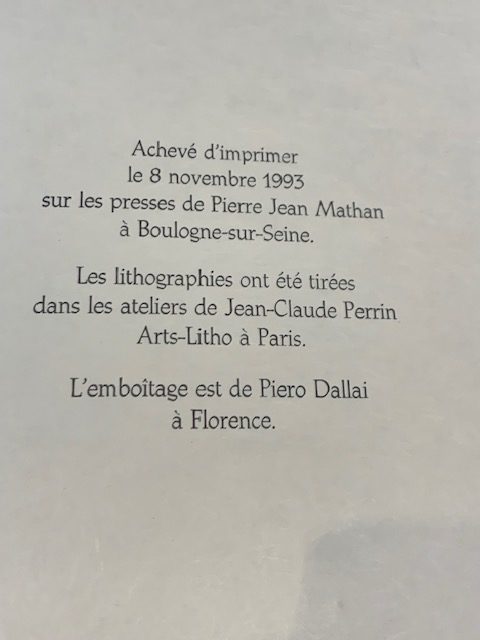 Achevé d'imprimer
le 8 novembre 1993
sur les presses de Pierre Jean Mathan
à Boulogne-sur-Seine.
Les lithographies ont été tirées
dans les ateliers de Jean-Claude Perrin
Arts-Litho à Paris.
L'emboîtage est de Piero Dallai
à Florence.